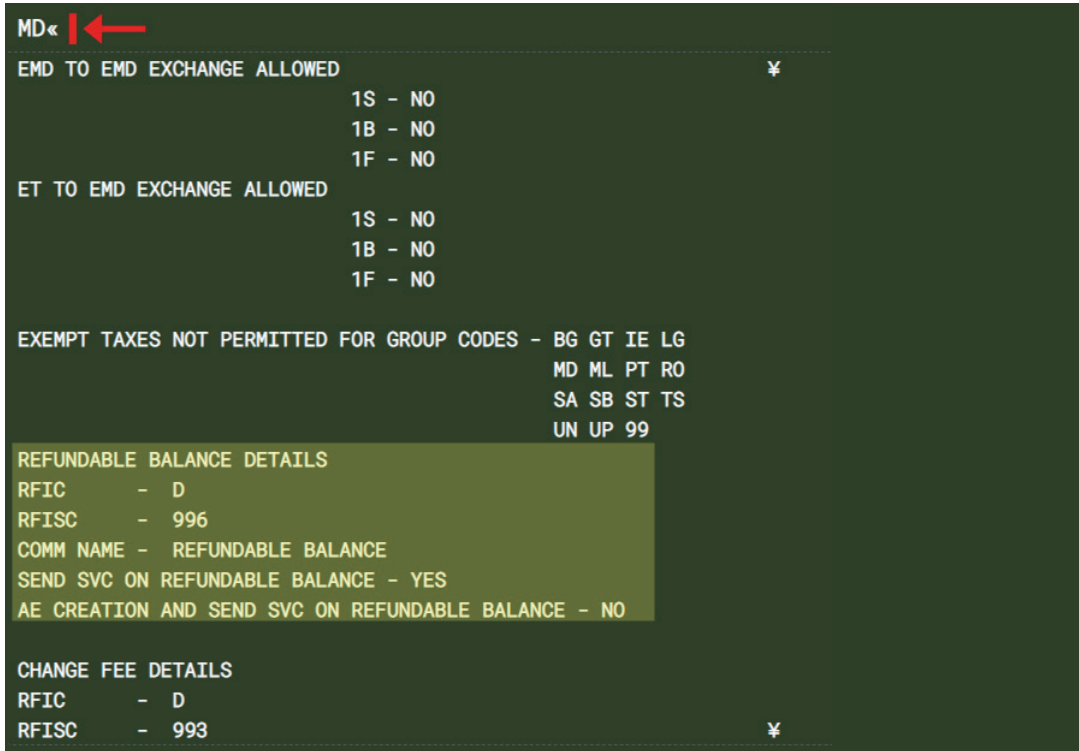 MD«
EMD TO EMD EXCHANGE ALLOWED ¥
1S - NO
1B - NO
1F - NO
ET TO EMD EXCHANGE ALLOWED
1S - NO
1B - NO
1F - NO
EXEMPT TAXES NOT PERMITTED FOR GROUP CODES - BG GT IE LG
MD ML PT RO
SA SB ST TS
UN UP 99
REFUNDABLE BALANCE DETAILS
RFIC - D
RFISC - 996
COMM NAME - REFUNDABLE BALANCE
SEND SVC ON REFUNDABLE BALANCE - YES
AE CREATION AND SEND SVC ON REFUNDABLE BALANCE - NO
CHANGE FEE DETAILS
RFIC - D
RFISC - 993 ¥